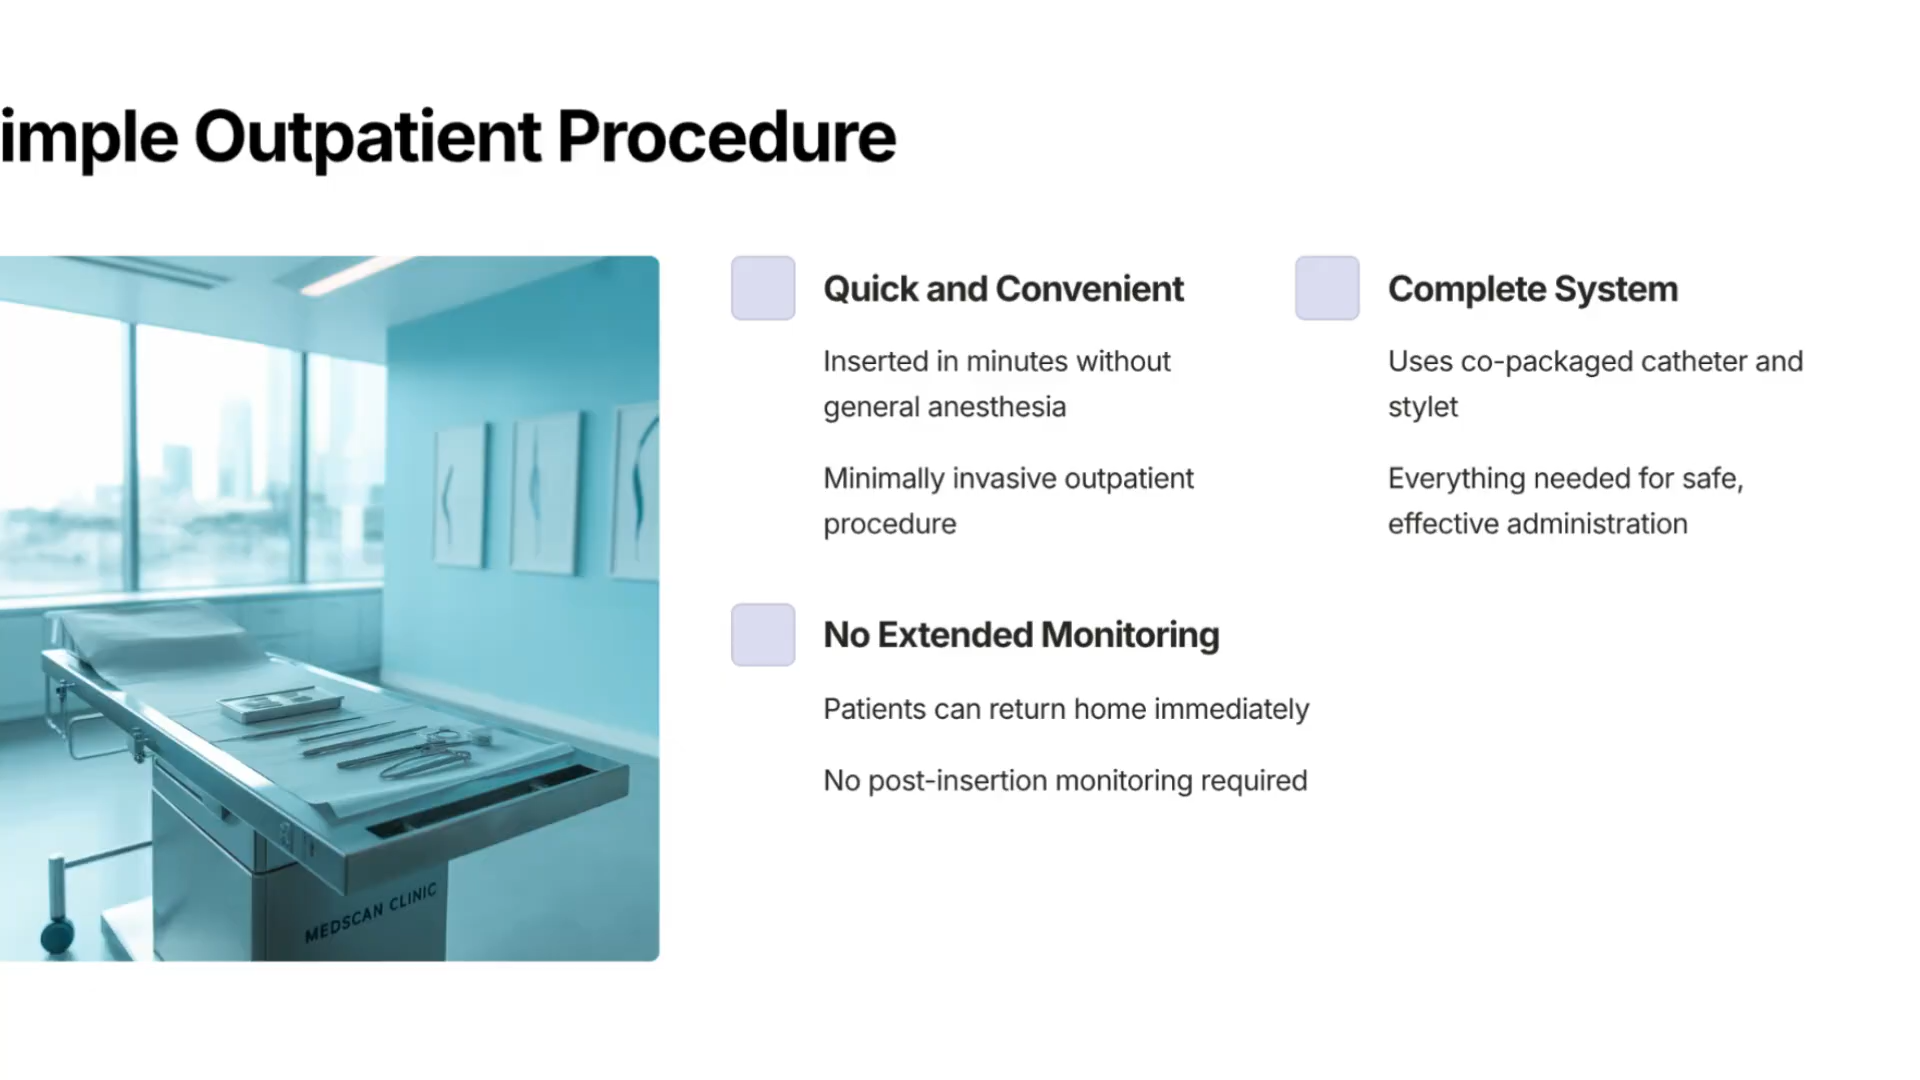 imple Outpatient Procedure
Quick and Convenient
Inserted in minutes without
general anesthesia
Minimally invasive outpatient
procedure
Complete System
Uses co-packaged catheter and
stylet
Everything needed for safe,
effective administration
No Extended Monitoring
Patients can return home immediately
No post-insertion monitoring required
MEDSCAN CLINIC